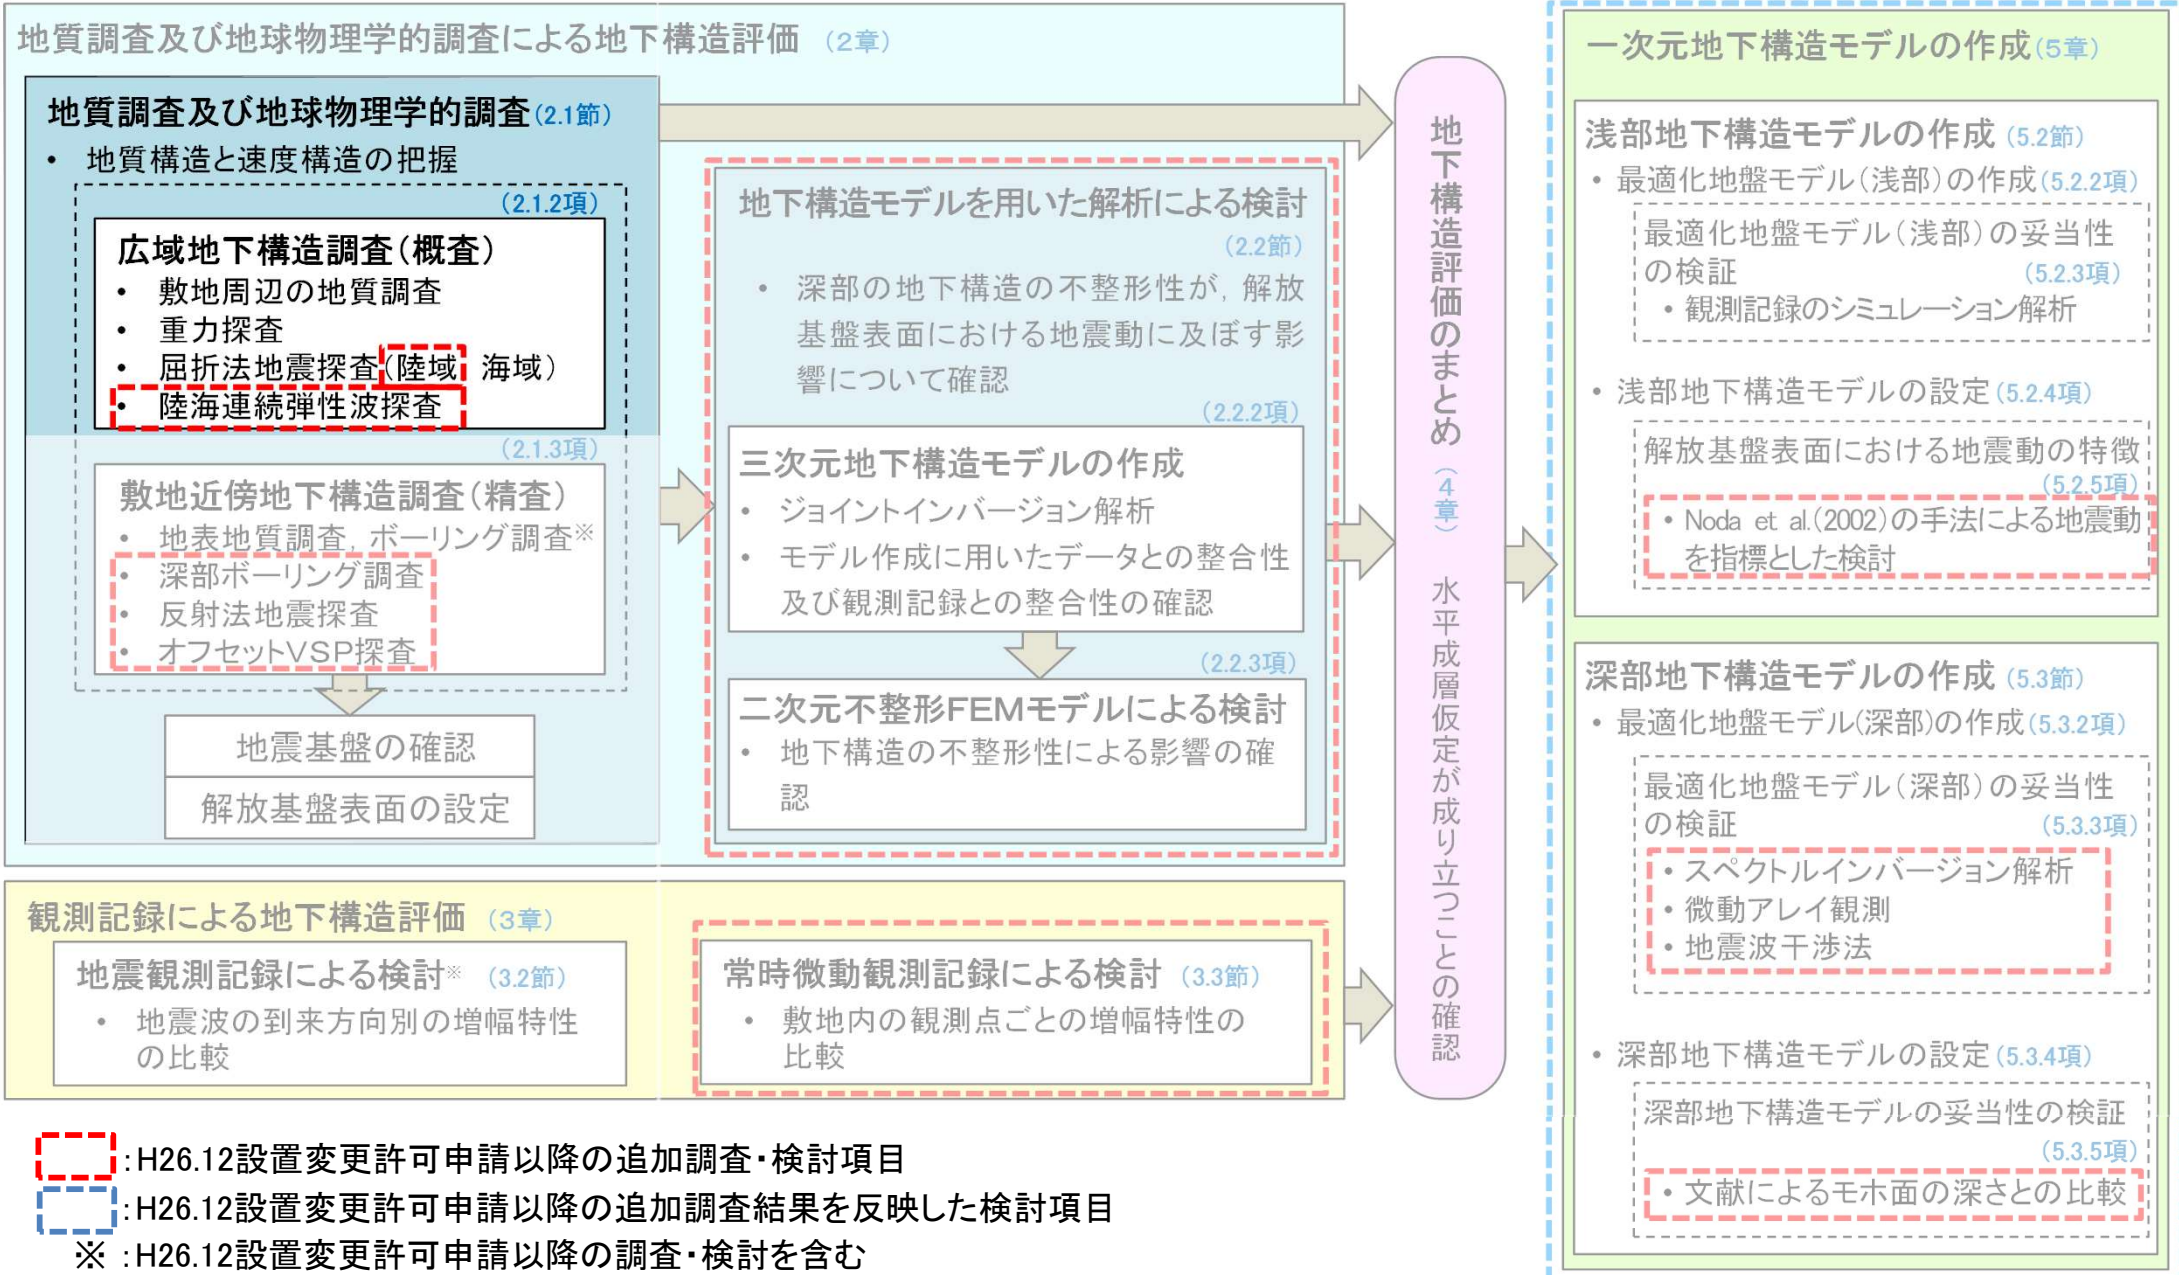 地質調査及び地球物理学的調査による地下構造評価 （2章）
地質調査及び地球物理学的調査（2.1節）
• 地質構造と速度構造の把握
（2.1.2項）
広域地下構造調査（概査）
• 敷地周辺の地質調査
• 重力探査
• 屈折法地震探査（陸域 海域）
• 陸海連続弾性波探査
（2.1.3項）
敷地近傍地下構造調査（精査）
• 地表地質調査，ボーリング調査※
• 深部ボーリング調査
• 反射法地震探査
• オフセットVSP探査
地震基盤の確認
解放基盤表面の設定
地下構造モデルを用いた解析による検討
（2.2節）
• 深部の地下構造の不整形性が，解放
基盤表面における地震動に及ぼす影
響について確認
（2.2.2項）
三次元地下構造モデルの作成
• ジョイントインバージョン解析
• モデル作成に用いたデータとの整合性
及び観測記録との整合性の確認
（2.2.3項）
二次元不整形FEMモデルによる検討
• 地下構造の不整形性による影響の確
認
観測記録による地下構造評価 （3章）
地震観測記録による検討※ （3.2節）
• 地震波の到来方向別の増幅特性
の比較
常時微動観測記録による検討 （3.3節）
• 敷地内の観測点ごとの増幅特性の
比較
地下構造評価のまとめ（4章） 水平成層仮定が成り立つことの確認
一次元地下構造モデルの作成（5章）
浅部地下構造モデルの作成（5.2節）
• 最適化地盤モデル（浅部）の作成（5.2.2項）
最適化地盤モデル（浅部）の妥当性
の検証 （5.2.3項）
• 観測記録のシミュレーション解析
• 浅部地下構造モデルの設定（5.2.4項）
解放基盤表面における地震動の特徴
（5.2.5項）
• Noda et al.(2002)の手法による地震動
を指標とした検討
深部地下構造モデルの作成（5.3節）
• 最適化地盤モデル(深部)の作成（5.3.2項）
最適化地盤モデル（深部）の妥当性
の検証 （5.3.3項）
• スペクトルインバージョン解析
• 微動アレイ観測
• 地震波干渉法
• 深部地下構造モデルの設定（5.3.4項）
深部地下構造モデルの妥当性の検証
（5.3.5項）
• 文献によるモホ面の深さとの比較
：H26.12設置変更許可申請以降の追加調査・検討項目
：H26.12設置変更許可申請以降の追加調査結果を反映した検討項目
※ ：H26.12設置変更許可申請以降の調査・検討を含む